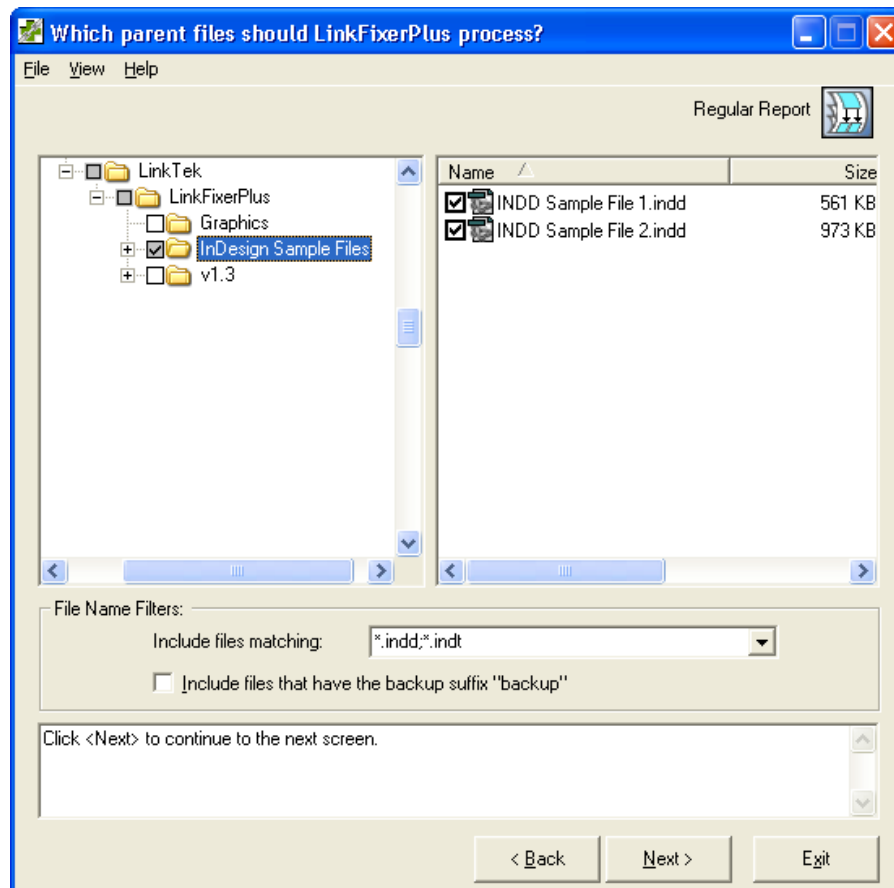 Which parent files should LinkFixerPlus process?
File View Help
Regular Report
LinkTek
LinkFixerPlus
Graphics
InDesign Sample Files
v1.3
Name Size
INDD Sample File 1.indd 561 KB
INDD Sample File 2.indd 973 KB
File Name Filters:
Include files matching: *.indd;*.indt
Include files that have the backup suffix "backup"
Click <Next> to continue to the next screen.
< Back Next > Exit